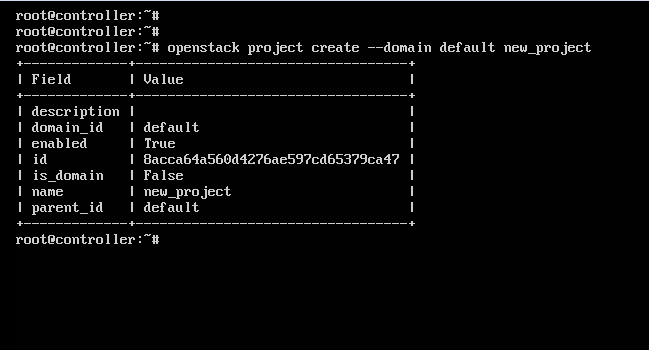 root@controller:~#
root@controller:~#
root@controller:~# openstack project create --domain default new_project
+-------------+----------------------------------+
| Field       | Value                            |
+-------------+----------------------------------+
| description |                                  |
| domain_id   | default                          |
| enabled     | True                             |
| id          | 8acca64a560d4276ae597cd65379ca47 |
| is_domain   | False                            |
| name        | new_project                      |
| parent_id   | default                          |
+-------------+----------------------------------+
root@controller:~#